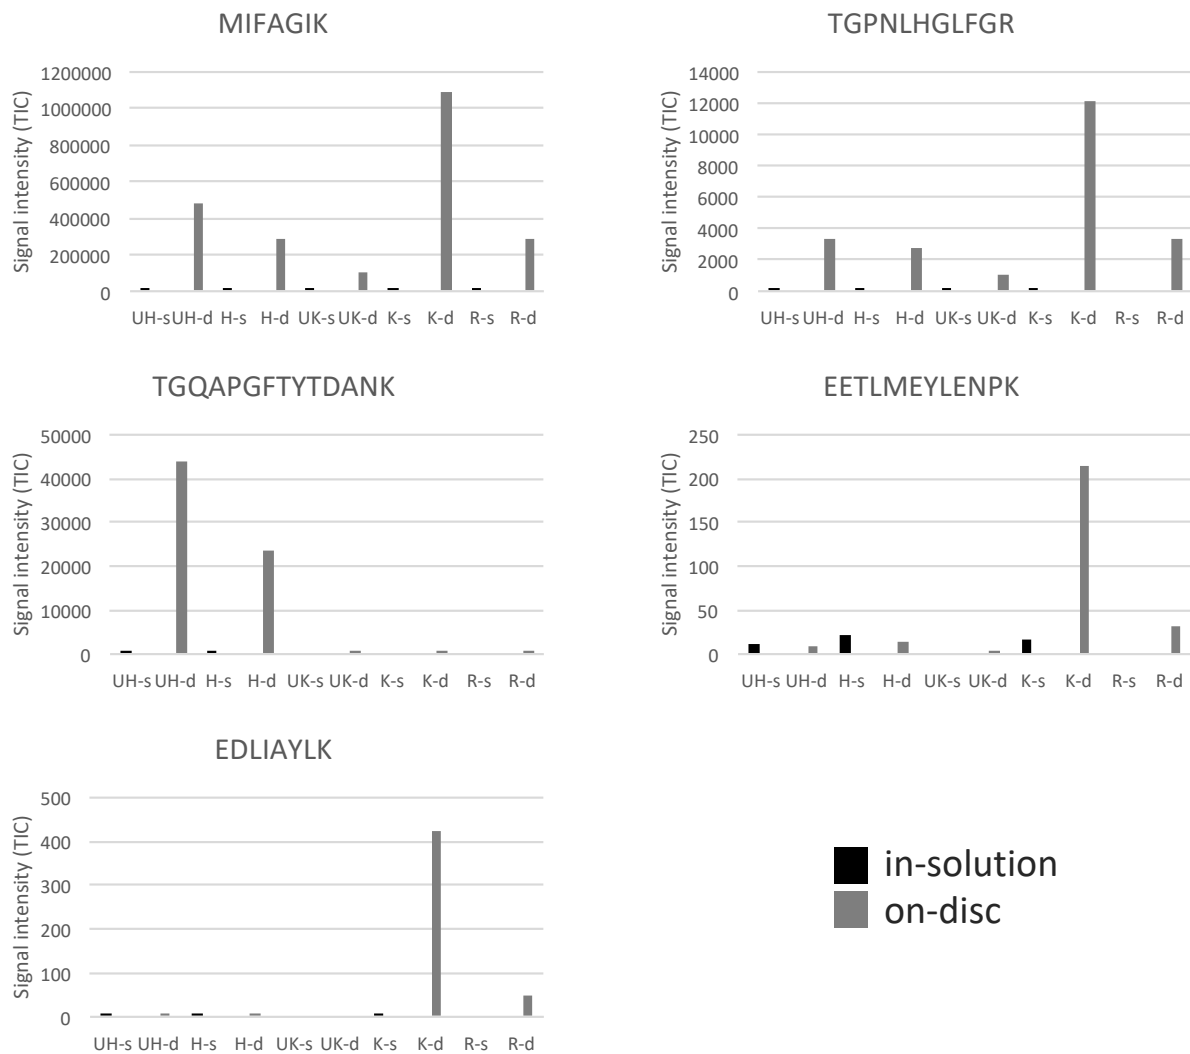 MIFAGIK
Signal intensity (TIC)
1200000
1000000
800000
600000
400000
200000
0
UH-s UH-d H-s H-d UK-s UK-d K-s K-d R-s R-d
TGPNLHGLFGR
Signal intensity (TIC)
14000
12000
10000
8000
6000
4000
2000
0
UH-s UH-d H-s H-d UK-s UK-d K-s K-d R-s R-d
TGQAPGFTYTDANK
Signal intensity (TIC)
50000
40000
30000
20000
10000
0
UH-s UH-d H-s H-d UK-s UK-d K-s K-d R-s R-d
EETLMEYLENPK
Signal intensity (TIC)
250
200
150
100
50
0
UH-s UH-d H-s H-d UK-s UK-d K-s K-d R-s R-d
EDLIAYLK
Signal intensity (TIC)
500
400
300
200
100
0
UH-s UH-d H-s H-d UK-s UK-d K-s K-d R-s R-d
in-solution
on-disc